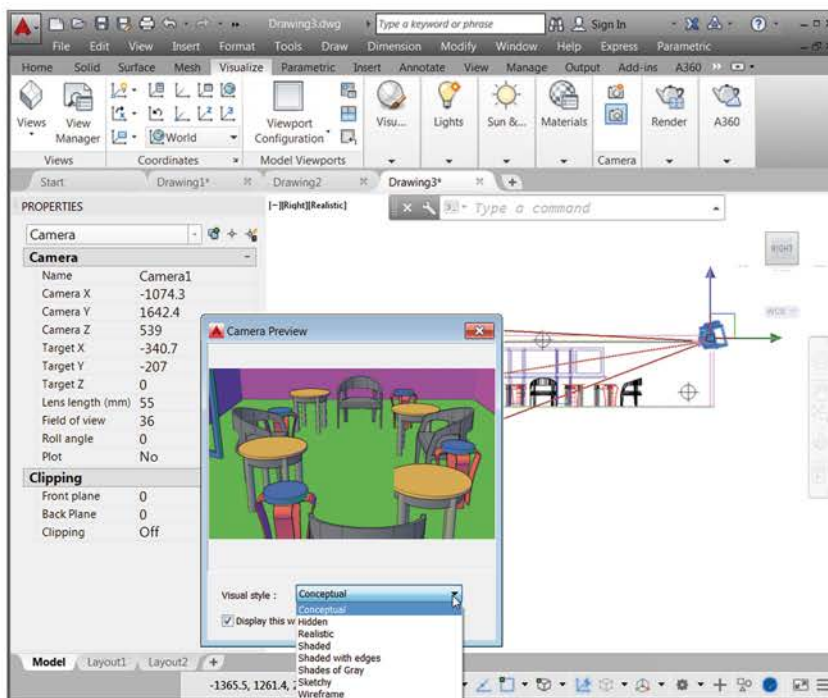 Drawing3.dwg Type a keyword or phrase Sign In
File Edit View Insert Format Tools Draw Dimension Modify Window Help Express Parametric
Home Solid Surface Mesh Visualize Parametric Insert Annotate View Manage Output Add-ins A360
Views View Manager World Viewport Configuration Visu... Lights Sun &... Materials Render A360
Views Coordinates Model Viewports Camera
Start Drawing1* Drawing2 Drawing3* +
PROPERTIES
[−][Right][Realistic]
Type a command
Camera
Camera
Name Camera1
Camera X -1074.3
Camera Y 1642.4
Camera Z 539
Target X -340.7
Target Y -207
Target Z 0
Lens length (mm) 55
Field of view 36
Roll angle 0
Plot No
Clipping
Front plane 0
Back Plane 0
Clipping Off
RIGHT
Camera Preview
Visual style : Conceptual
Conceptual
Display this w
Hidden
Realistic
Shaded
Shaded with edges
Shades of Gray
Sketchy
Wireframe
Model Layout1 Layout2 +
-1365.5, 1261.4,